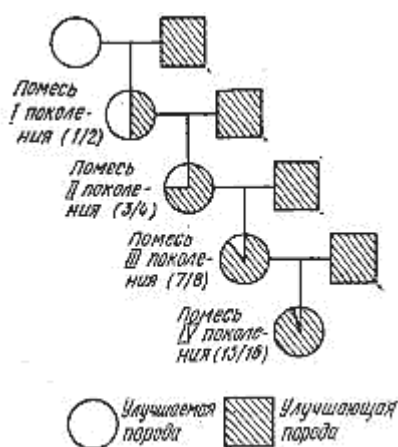 Помесь
I поколе-
ния (1/2)
Помесь
II поколе-
ния (3/4)
Помесь
III поколе-
ния (7/8)
Помесь
IV поколе-
ния (15/16)
Улучшаемая
порода
Улучшающая
порода